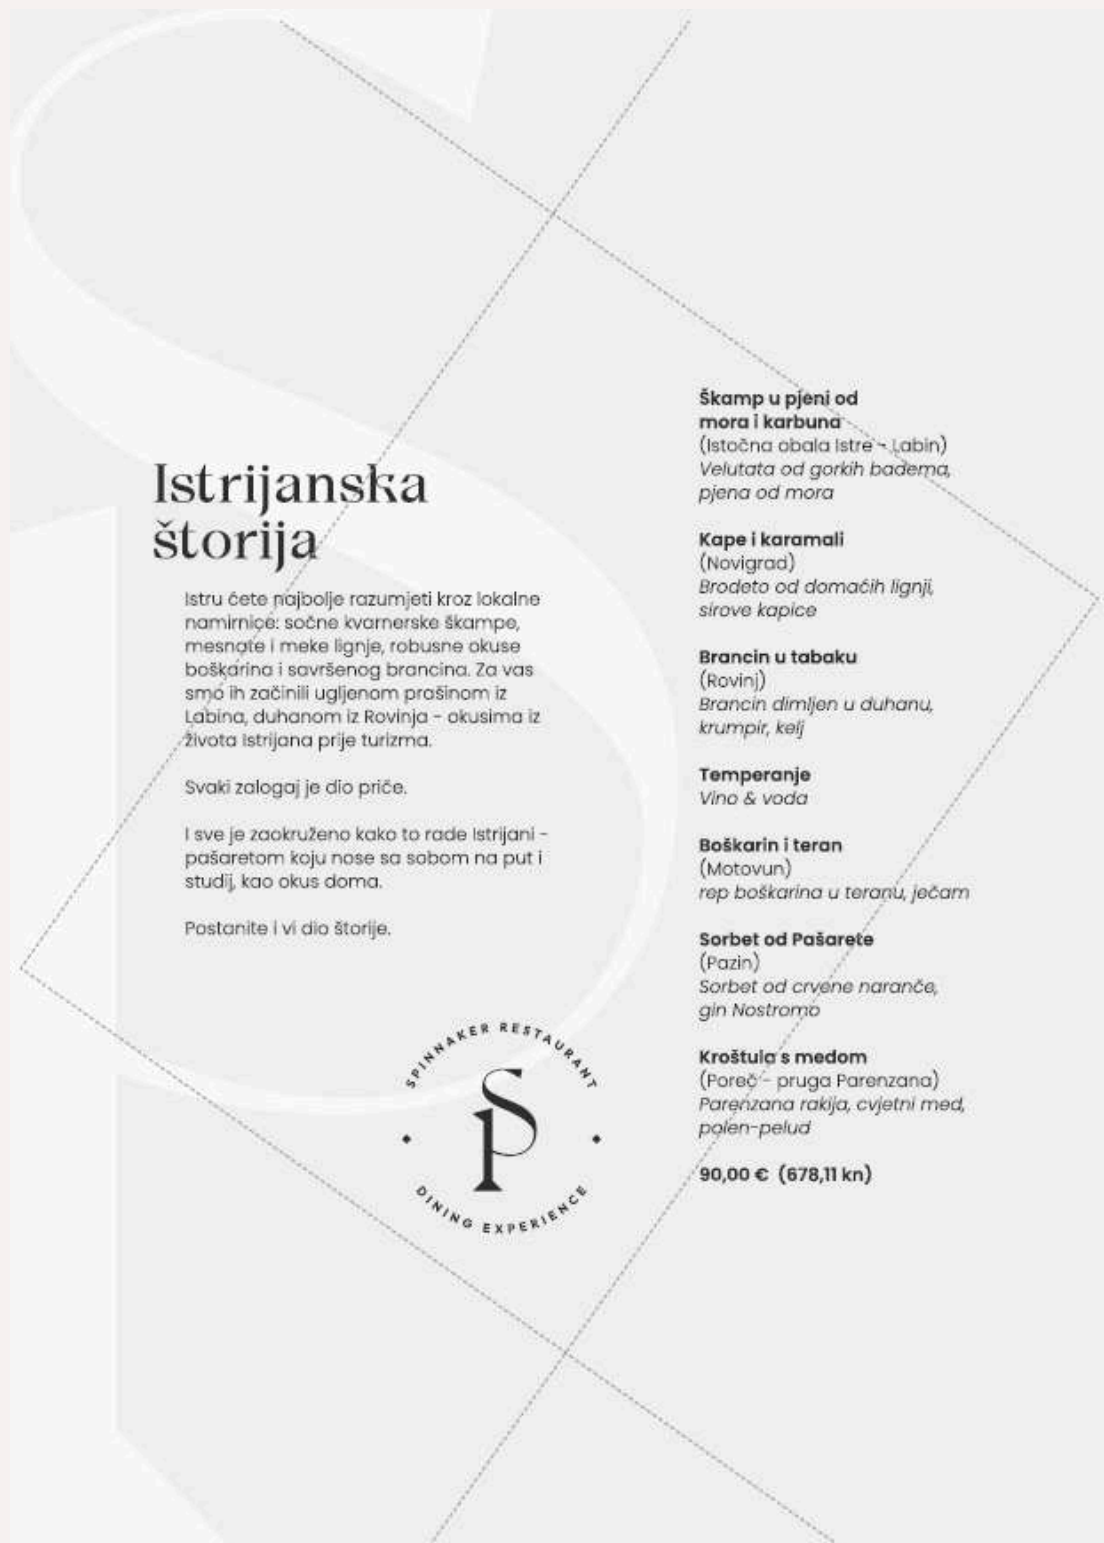 Istrijanska
štorija
Istru ćete najbolje razumjeti kroz lokalne
namirnice: sočne kvarnerske škampe,
mesnate i meke lignje, robusne okuse
boškarina i savršenog brancina. Za vas
smo ih začinili ugljenom prašinom iz
Labina, duhanom iz Rovinja - okusima iz
života Istrijana prije turizma.
Svaki zalogaj je dio priče.
I sve je zaokruženo kako to rade Istrijani -
pašaretom koju nose sa sobom na put i
studij, kao okus doma.
Postanite i vi dio štorije.
SPINNAKER RESTAURANT
SP
DINING EXPERIENCE
Škamp u pjeni od
mora i karbuna
(Istočna obala Istre - Labin)
Velutata od gorkih badema,
pjena od mora
Kape i karamali
(Novigrad)
Brodeto od domaćih lignji,
sirove kapice
Brancin u tabaku
(Rovinj)
Brancin dimljen u duhanu,
krumpir, kelj
Temperanje
Vino & voda
Boškarin i teran
(Motovun)
rep boškarina u teranu, ječam
Sorbet od Pašarete
(Pazin)
Sorbet od crvene naranče,
gin Nostromo
Kroštula s medom
(Poreč - pruga Parenzana)
Parenzana rakija, cvjetni med,
polen-pelud
90,00 € (678,11 kn)